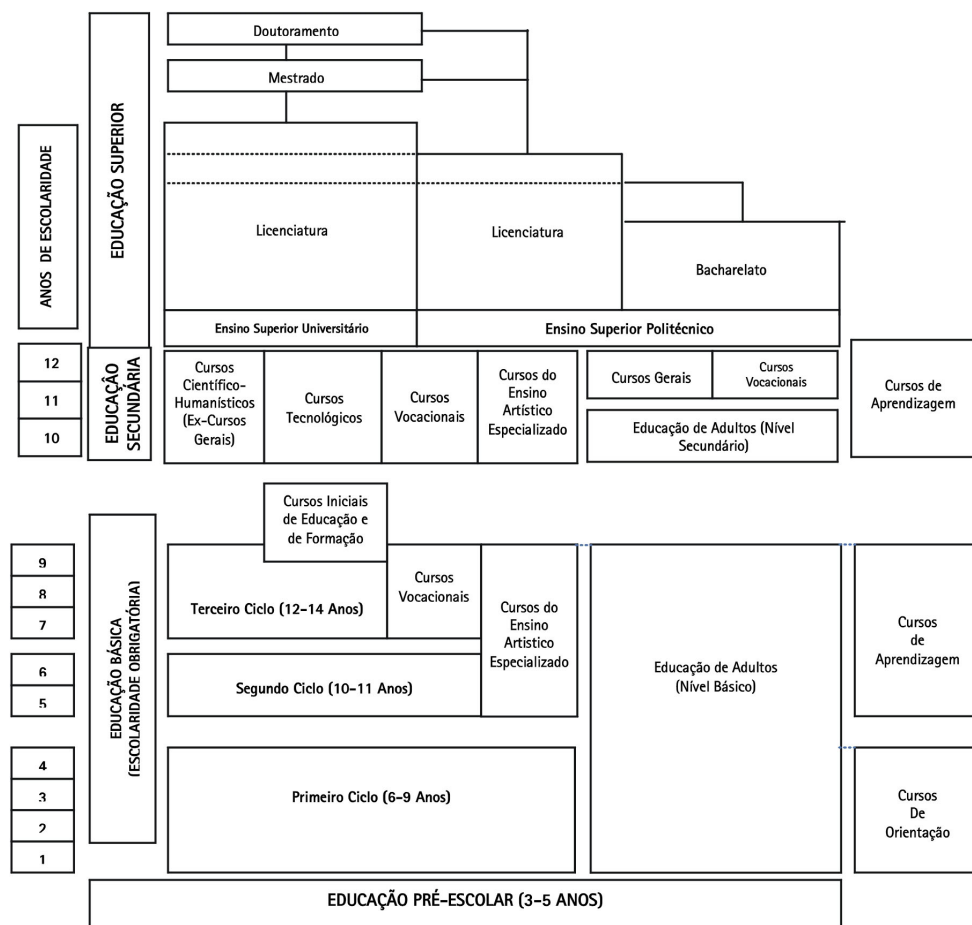 Doutoramento
Mestrado
ANOS DE ESCOLARIDADE
EDUCAÇÃO SUPERIOR
Licenciatura
Licenciatura
Bacharelato
Ensino Superior Universitário
Ensino Superior Politécnico
12
11
10
EDUCAÇÂO
SECUNDÁRIA
Cursos
Científico-
Humanísticos
(Ex-Cursos
Gerais)
Cursos
Tecnológicos
Cursos
Vocacionais
Cursos do
Ensino
Artístico
Especializado
Cursos Gerais
Cursos
Vocacionais
Educação de Adultos (Nível
Secundário)
Cursos de
Aprendizagem
EDUCAÇÃO BÁSICA
(ESCOLARIDADE OBRIGATÓRIA)
Cursos Iniciais
de Educação e
de Formação
9
8
7
Terceiro Ciclo (12-14 Anos)
Cursos
Vocacionais
Cursos do
Ensino
Artistico
Especializado
6
5
Segundo Ciclo (10-11 Anos)
Educação de Adultos
(Nível Básico)
Cursos
de
Aprendizagem
4
3
2
1
Primeiro Ciclo (6-9 Anos)
Cursos
De
Orientação
EDUCAÇÃO PRÉ-ESCOLAR (3-5 ANOS)